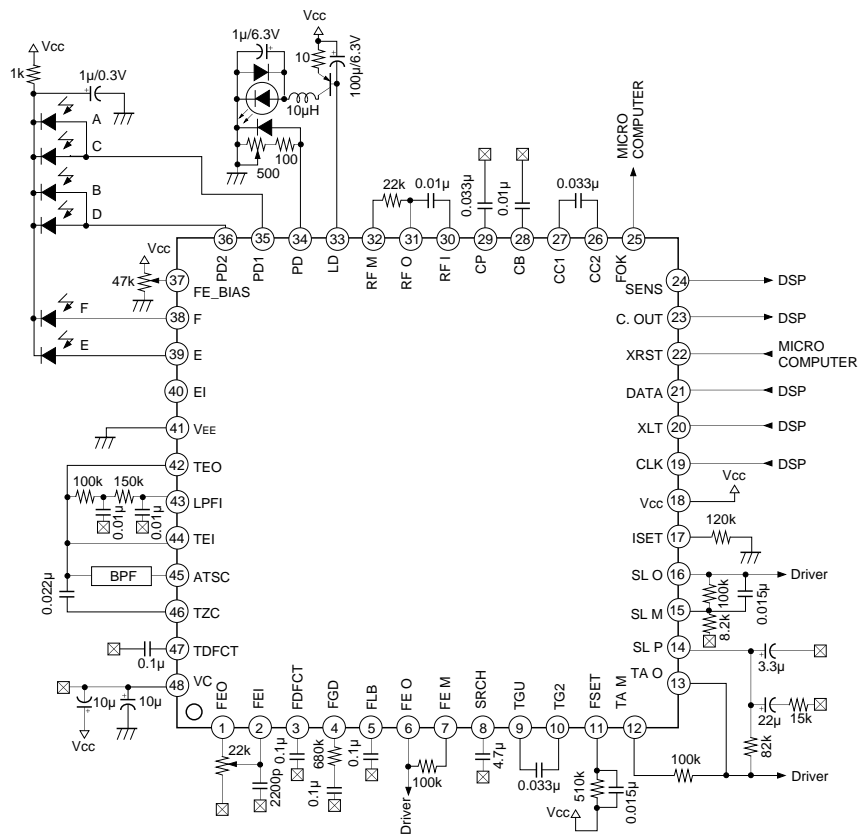 Vcc
1k
1µ/0.3V
A
C
B
D
1µ/6.3V
10
Vcc
100µ/6.3V
10µH
500
100
22k
0.01µ
0.033µ
0.01µ
0.033µ
MICRO
COMPUTER
36
35
34
33
32
31
30
29
28
27
26
25
PD2
PD1
PD
LD
RF M
RF O
RF I
CP
CB
CC1
CC2
FOK
Vcc
47k
37
FE_BIAS
F
38
F
E
39
E
40
EI
41
VEE
42
TEO
100k
150k
43
LPFI
0.01µ
0.01µ
44
TEI
BPF
45
ATSC
0.022µ
46
TZC
47
TDFCT
0.1µ
48
VC
10µ
10µ
Vcc
SENS
24
DSP
C. OUT
23
DSP
XRST
22
MICRO
COMPUTER
DATA
21
DSP
XLT
20
DSP
CLK
19
DSP
Vcc
18
Vcc
ISET
17
120k
SL O
16
Driver
100k
0.015µ
SL M
15
8.2k
SL P
14
3.3µ
TA O
13
22µ
15k
82k
FEO
FEI
FDFCT
FGD
FLB
FE O
FE M
SRCH
TGU
TG2
FSET
TA M
1
2
3
4
5
6
7
8
9
10
11
12
22k
2200p
0.1µ
680k
0.1µ
0.1µ
100k
Driver
4.7µ
0.033µ
510k
0.015µ
Vcc
100k
Driver